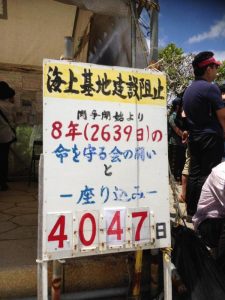 海上基地建設阻止
闘争開始より
8年(2639日)の
命を守る会の闘い
と
－座り込み－
4047日